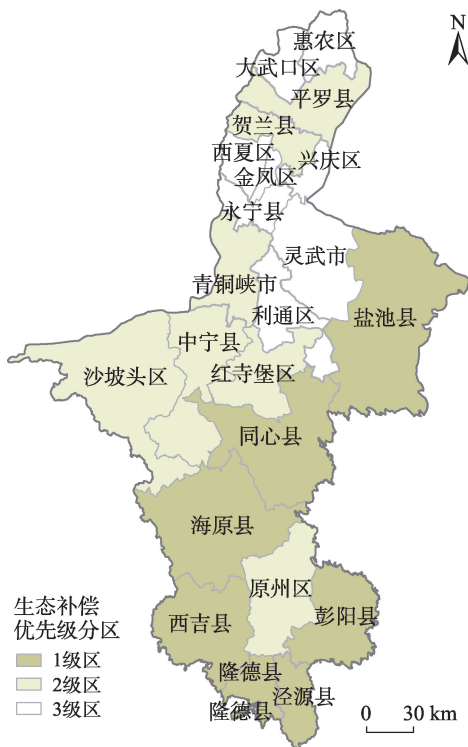 N
惠农区
大武口区
平罗县
贺兰县
西夏区
兴庆区
金凤区
永宁县
灵武市
青铜峡市
利通区
盐池县
中宁县
沙坡头区
红寺堡区
同心县
海原县
原州区
西吉县
彭阳县
隆德县
泾源县
隆德县
生态补偿
优先级分区
1级区
2级区
3级区
0 30 km